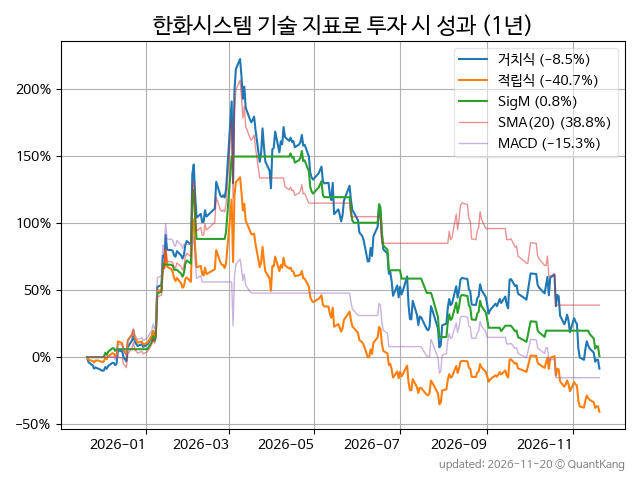 한화시스템 기술 지표로 투자 시 성과 (1년)
거치식 (-8.5%)
적립식 (-40.7%)
SigM (0.8%)
SMA(20) (38.8%)
MACD (-15.3%)
200%
150%
100%
50%
0%
-50%
2026-01 2026-03 2026-05 2026-07 2026-09 2026-11
updated: 2026-11-20 © QuantKang